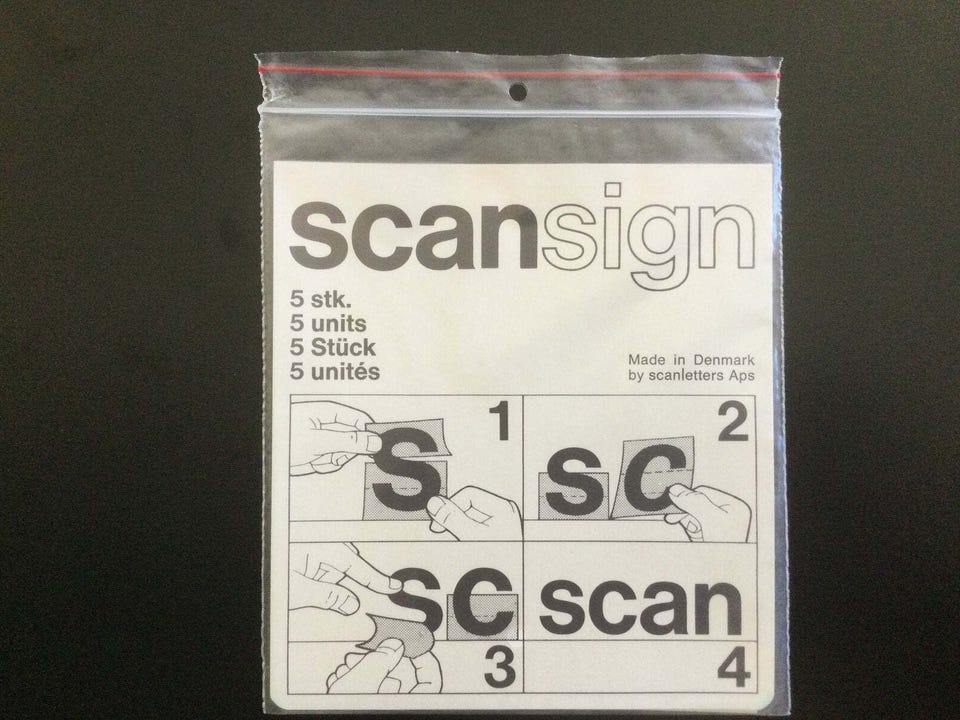 scansign
5 stk.
5 units
5 Stück
5 unités
Made in Denmark
by scanletters Aps
1
s
2
sc
sc
3
scan
4